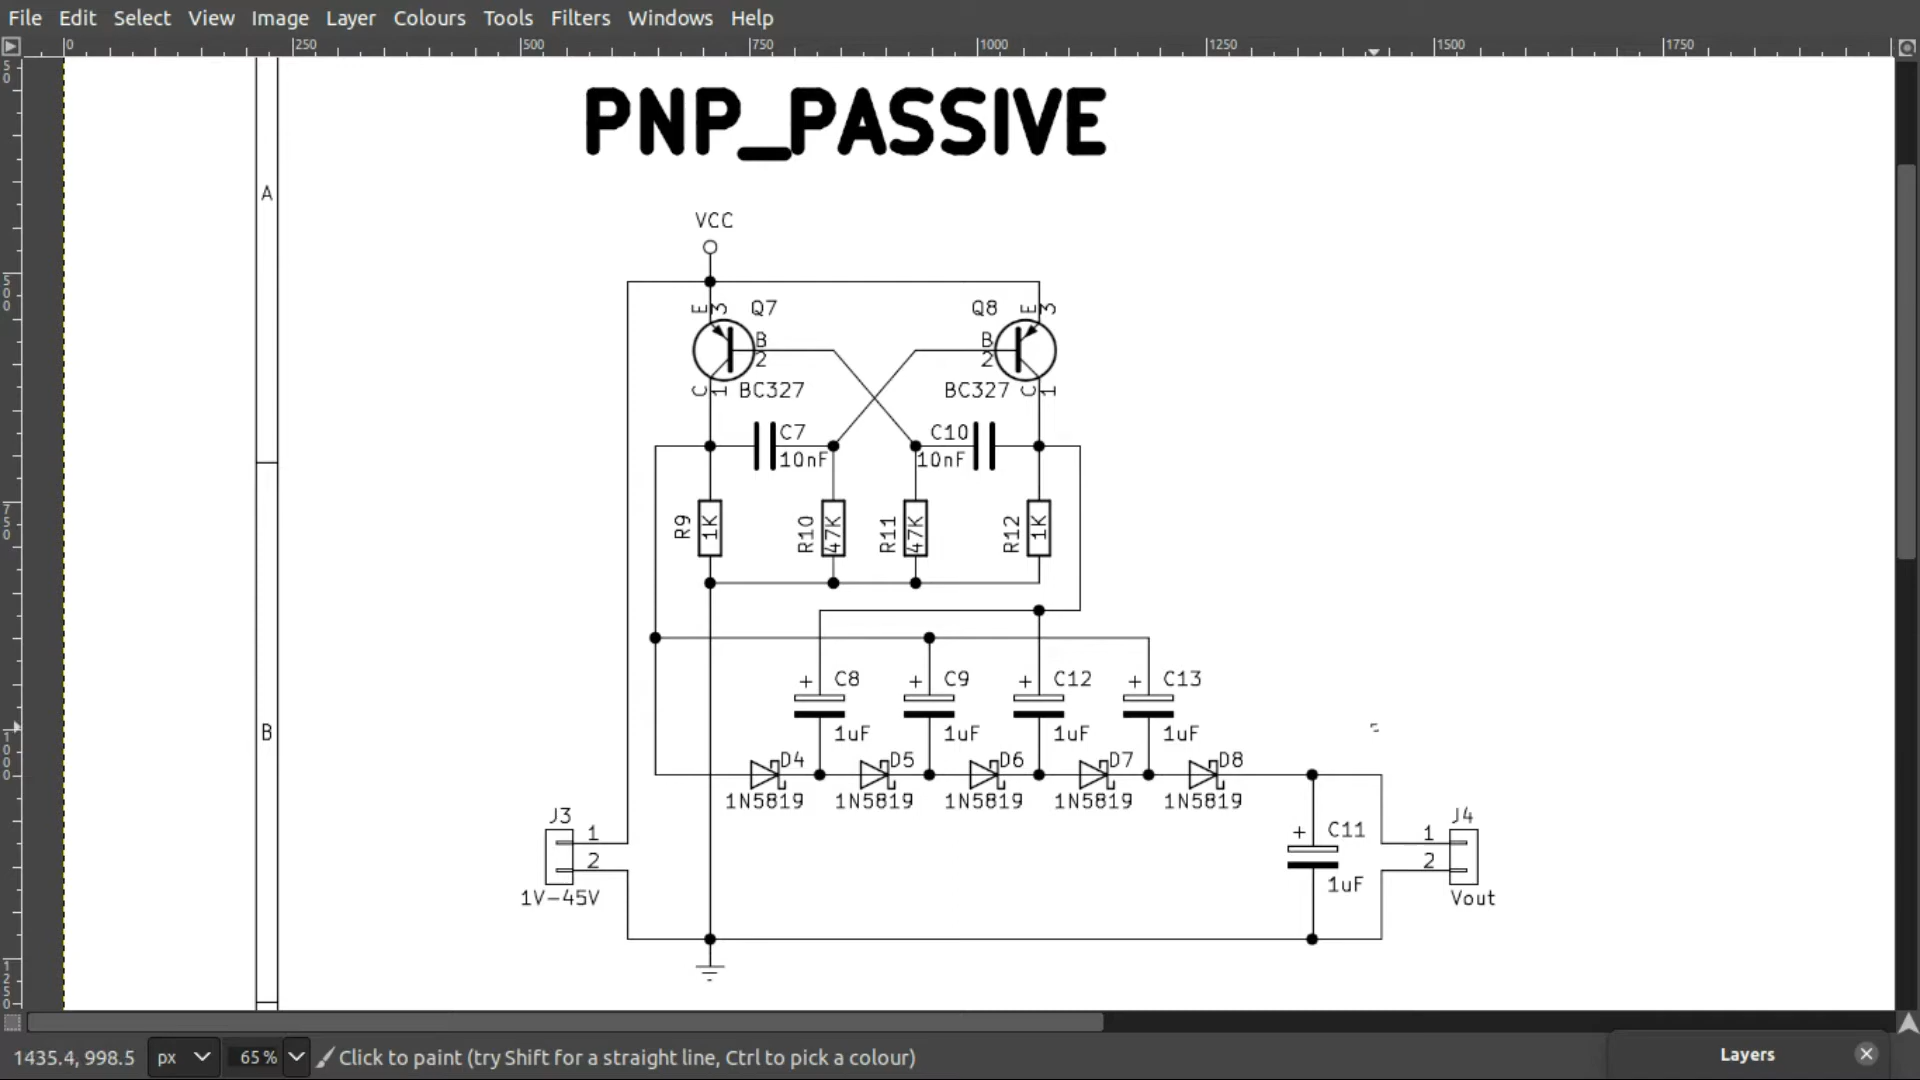 File Edit Select View Image Layer Colours Tools Filters Windows Help
0 250 500 750 1000 1250 1500 1750
PNP_PASSIVE
A
VCC
E 3 Q7 Q8 E 3
B B
2 2
C 1 BC327 BC327 C 1
C7 C10
10nF 10nF
R9 1K R10 47K R11 47K R12 1K
500
750
+ C8 + C9 + C12 + C13
B
1uF 1uF 1uF 1uF
1000
D4 D5 D6 D7 D8
1N5819 1N5819 1N5819 1N5819 1N5819
J3 J4
1 + C11 1
2 2
1uF
1V-45V Vout
1250
1435.4, 998.5 px 65 % Click to paint (try Shift for a straight line, Ctrl to pick a colour) Layers